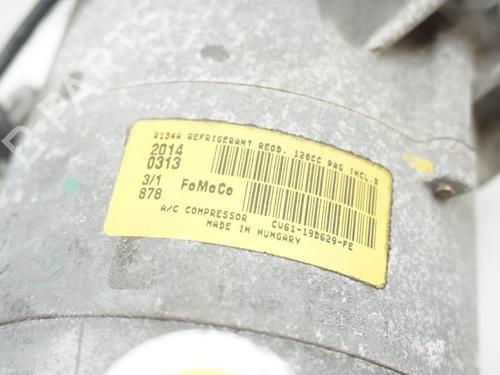 R134A REFRIGERANT REQD. 120CC PAG INCL.
2014
0313
3/1
878
FoMoCo
A/C COMPRESSOR
CV61-19D629-FE
MADE IN HUNGARY